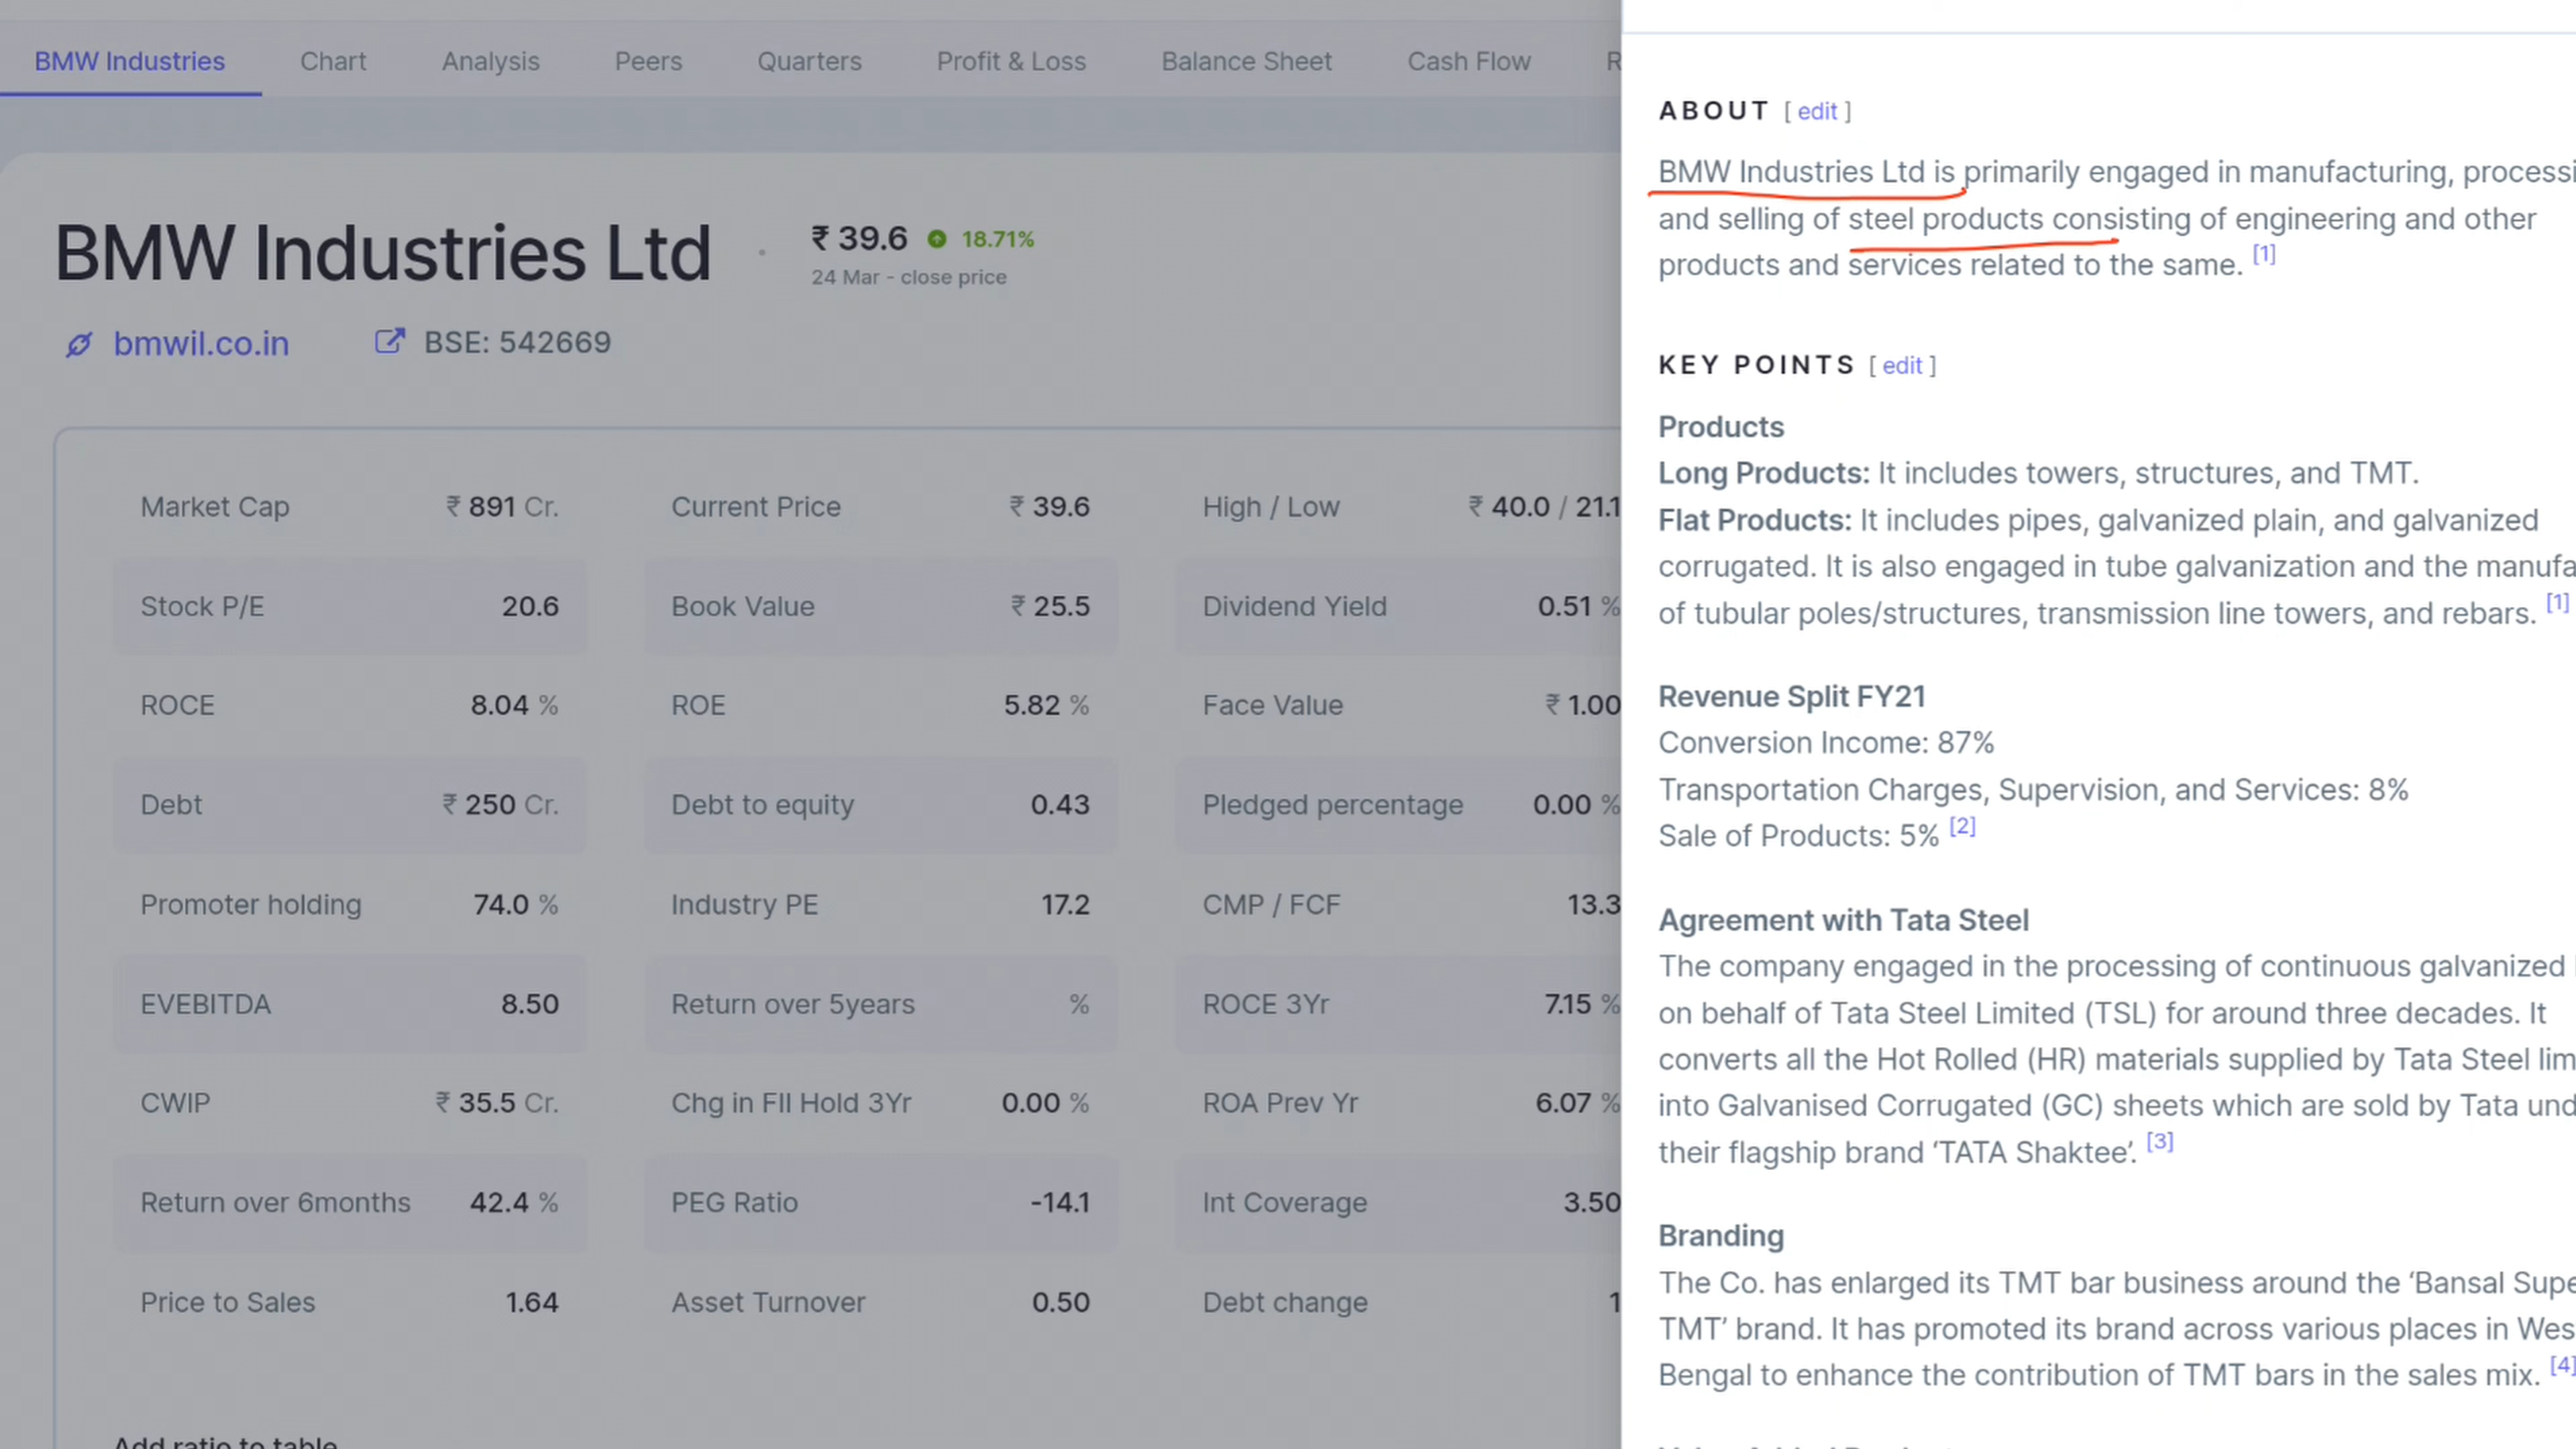 BMW Industries
Chart
Analysis
Peers
Quarters
Profit & Loss
Balance Sheet
Cash Flow
BMW Industries Ltd
₹ 39.6 18.71%
24 Mar - close price
bmwil.co.in
BSE: 542669
Market Cap ₹ 891 Cr.
Current Price ₹ 39.6
High / Low ₹ 40.0 / 21.1
Stock P/E 20.6
Book Value ₹ 25.5
Dividend Yield 0.51 %
ROCE 8.04 %
ROE 5.82 %
Face Value ₹ 1.00
Debt ₹ 250 Cr.
Debt to equity 0.43
Pledged percentage 0.00 %
Promoter holding 74.0 %
Industry PE 17.2
CMP / FCF 13.3
EVEBITDA 8.50
Return over 5years %
ROCE 3Yr 7.15 %
CWIP ₹ 35.5 Cr.
Chg in FII Hold 3Yr 0.00 %
ROA Prev Yr 6.07 %
Return over 6months 42.4 %
PEG Ratio -14.1
Int Coverage 3.50
Price to Sales 1.64
Asset Turnover 0.50
Debt change 1
Add ratio to table
ABOUT [ edit ]
BMW Industries Ltd is primarily engaged in manufacturing, processi
and selling of steel products consisting of engineering and other
products and services related to the same. [1]
KEY POINTS [ edit ]
Products
Long Products: It includes towers, structures, and TMT.
Flat Products: It includes pipes, galvanized plain, and galvanized
corrugated. It is also engaged in tube galvanization and the manufa
of tubular poles/structures, transmission line towers, and rebars. [1]
Revenue Split FY21
Conversion Income: 87%
Transportation Charges, Supervision, and Services: 8%
Sale of Products: 5% [2]
Agreement with Tata Steel
The company engaged in the processing of continuous galvanized
on behalf of Tata Steel Limited (TSL) for around three decades. It
converts all the Hot Rolled (HR) materials supplied by Tata Steel lim
into Galvanised Corrugated (GC) sheets which are sold by Tata und
their flagship brand ‘TATA Shaktee’. [3]
Branding
The Co. has enlarged its TMT bar business around the ‘Bansal Supe
TMT’ brand. It has promoted its brand across various places in Wes
Bengal to enhance the contribution of TMT bars in the sales mix. [4]